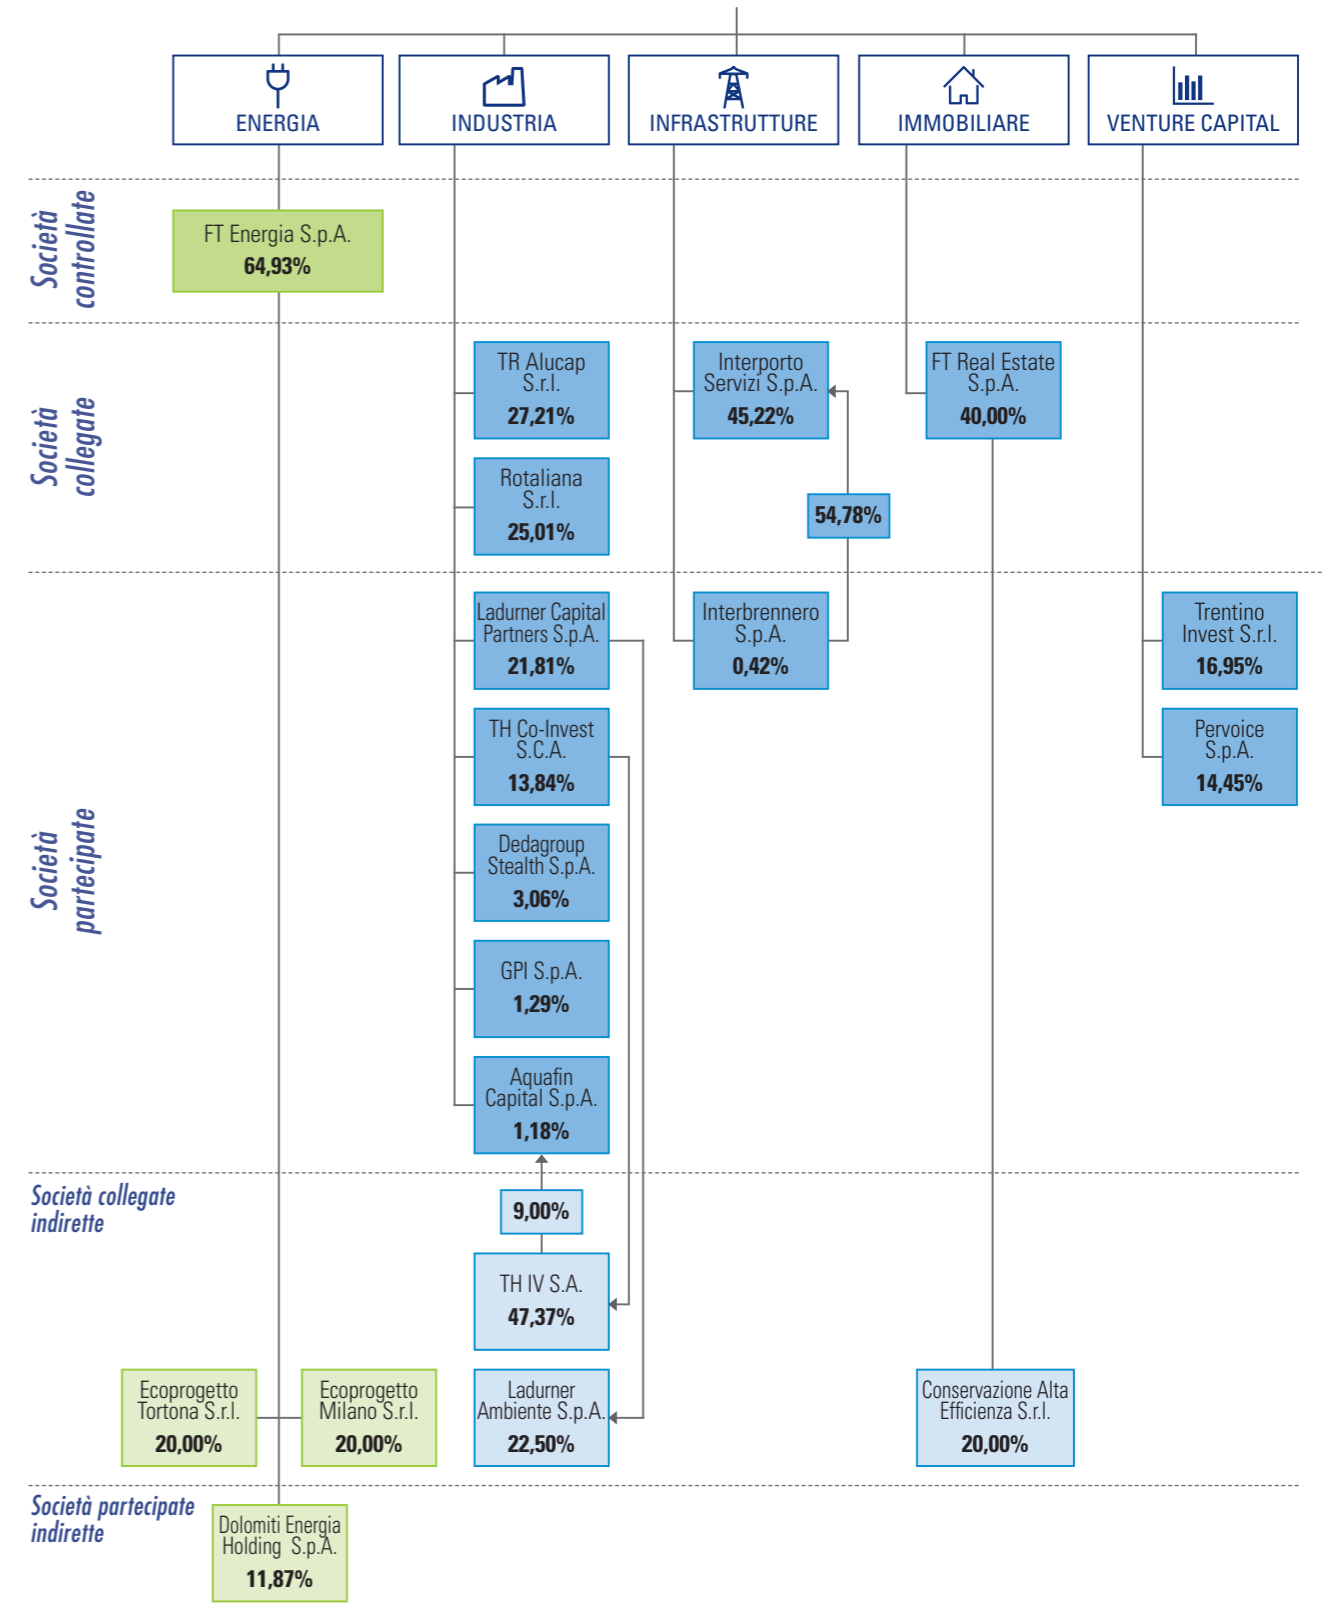 ENERGIA
INDUSTRIA
INFRASTRUTTURE
IMMOBILIARE
VENTURE CAPITAL
Società
controllate
FT Energia S.p.A.
64,93%
Società
collegate
TR Alucap
S.r.l.
27,21%
Interporto
Servizi S.p.A.
45,22%
FT Real Estate
S.p.A.
40,00%
Rotaliana
S.r.l.
25,01%
54,78%
Società
partecipate
Ladurner Capital
Partners S.p.A.
21,81%
Interbrennero
S.p.A.
0,42%
Trentino
Invest S.r.l.
16,95%
TH Co-Invest
S.C.A.
13,84%
Pervoice
S.p.A.
14,45%
Dedagroup
Stealth S.p.A.
3,06%
GPI S.p.A.
1,29%
Aquafin
Capital S.p.A.
1,18%
Società collegate
indirette
9,00%
TH IV S.A.
47,37%
Ecoprogetto
Tortona S.r.l.
20,00%
Ecoprogetto
Milano S.r.l.
20,00%
Ladurner
Ambiente S.p.A.
22,50%
Conservazione Alta
Efficienza S.r.l.
20,00%
Società partecipate
indirette
Dolomiti Energia
Holding S.p.A.
11,87%